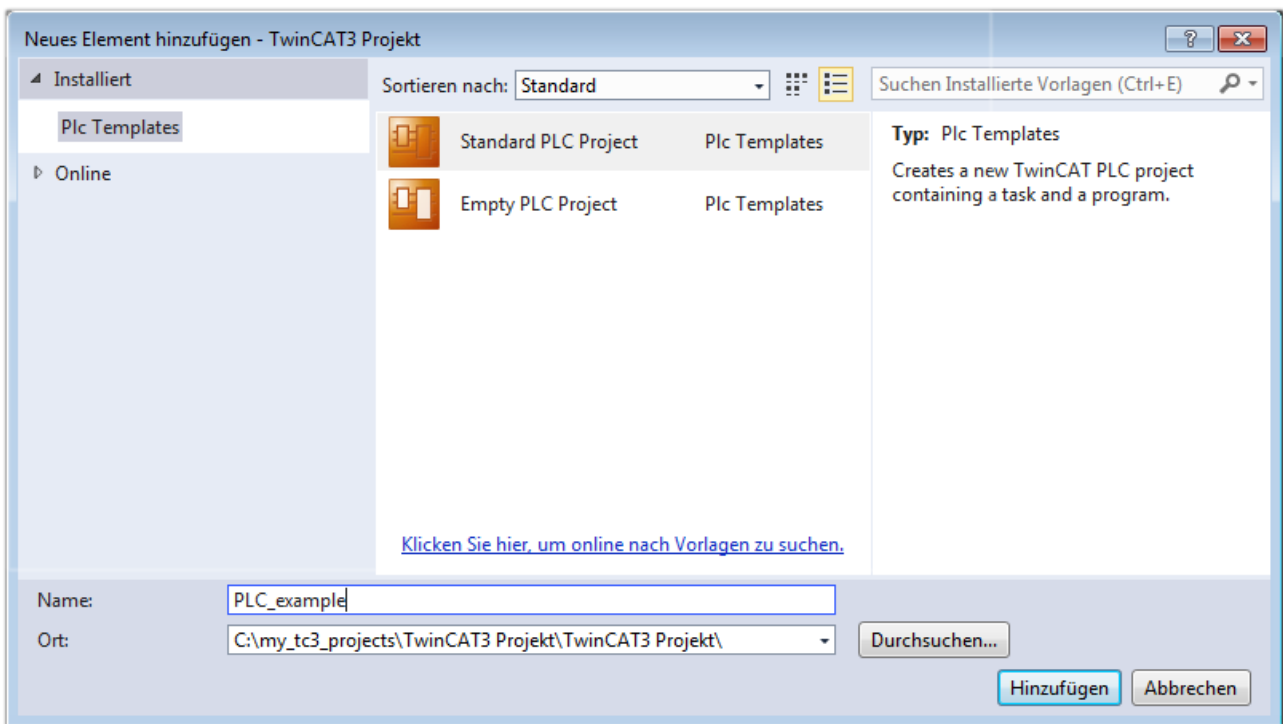 Neues Element hinzufügen - TwinCAT3 Projekt
Installiert
Plc Templates
Online
Sortieren nach: Standard
Suchen Installierte Vorlagen (Ctrl+E)
Standard PLC Project Plc Templates
Empty PLC Project Plc Templates
Klicken Sie hier, um online nach Vorlagen zu suchen.
Typ: Plc Templates
Creates a new TwinCAT PLC project
containing a task and a program.
Name: PLC_example
Ort: C:\my_tc3_projects\TwinCAT3 Projekt\TwinCAT3 Projekt\
Durchsuchen...
Hinzufügen
Abbrechen